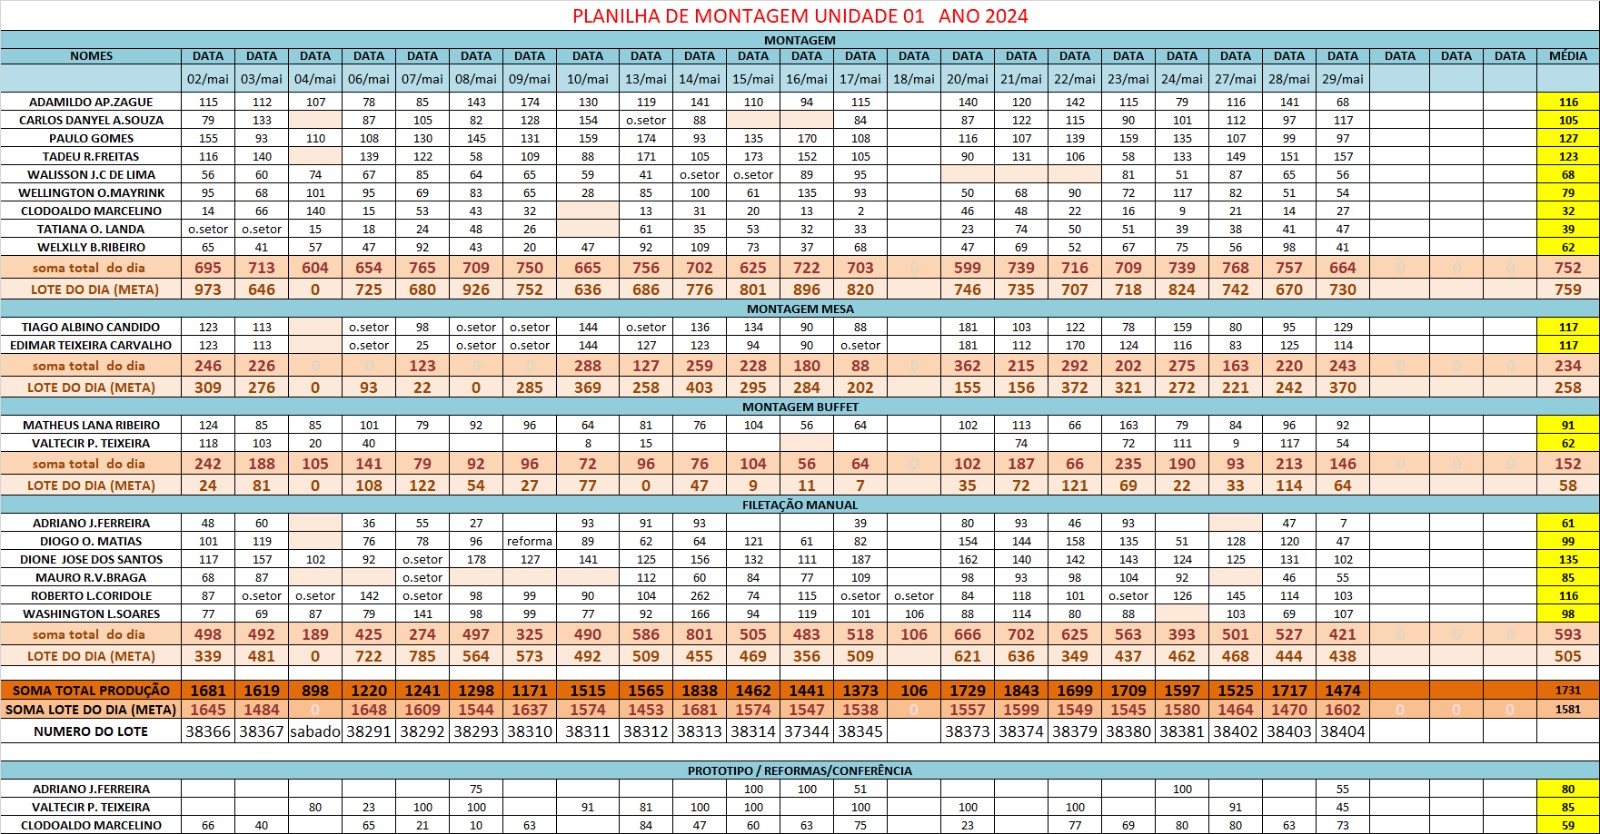 PLANILHA DE MONTAGEM UNIDADE 01 ANO 2024
MONTAGEM
NOMES DATA DATA DATA DATA DATA DATA DATA DATA DATA DATA DATA DATA DATA DATA DATA DATA DATA DATA DATA DATA DATA DATA DATA DATA DATA MÉDIA
02/mai 03/mai 04/mai 06/mai 07/mai 08/mai 09/mai 10/mai 13/mai 14/mai 15/mai 16/mai 17/mai 18/mai 20/mai 21/mai 22/mai 23/mai 24/mai 27/mai 28/mai 29/mai
ADAMILDO AP.ZAGUE 115 112 107 78 85 143 174 130 119 141 110 94 115 140 120 142 115 79 116 141 68 116
CARLOS DANYEL A.SOUZA 79 133 87 105 82 128 154 o.setor 88 84 87 122 115 90 101 112 97 117 105
PAULO GOMES 155 93 110 108 130 145 131 159 174 93 135 170 108 116 107 139 159 135 107 99 97 127
TADEU R.FREITAS 116 140 139 122 58 109 88 171 105 173 152 105 90 131 106 58 133 149 151 157 123
WALISSON J.C DE LIMA 56 60 74 67 85 64 65 59 41 o.setor o.setor 89 95 81 51 87 65 56 68
WELLINGTON O.MAYRINK 95 68 101 95 69 83 65 28 85 100 61 135 93 50 68 90 72 117 82 51 54 79
CLODOALDO MARCELINO 14 66 140 15 53 43 32 13 31 20 13 2 46 48 22 16 9 21 14 27 32
TATIANA O. LANDA o.setor o.setor 15 18 24 48 26 61 35 53 32 33 23 74 50 51 39 38 41 47 39
WELXLLY B.RIBEIRO 65 41 57 47 92 43 20 47 92 109 73 37 68 47 69 52 67 75 56 98 41 62
soma total do dia 695 713 604 654 765 709 750 665 756 702 625 722 703 0 599 739 716 709 739 768 757 664 0 0 0 752
LOTE DO DIA (META) 973 646 0 725 680 926 752 636 686 776 801 896 820 746 735 707 718 824 742 670 730 759
MONTAGEM MESA
TIAGO ALBINO CANDIDO 123 113 o.setor 98 o.setor o.setor 144 o.setor 136 134 90 88 181 103 122 78 159 80 95 129 117
EDIMAR TEIXEIRA CARVALHO 123 113 o.setor 25 o.setor o.setor 144 127 123 94 90 o.setor 181 112 170 124 116 83 125 114 117
soma total do dia 246 226 0 0 123 0 0 288 127 259 228 180 88 0 362 215 292 202 275 163 220 243 0 0 0 234
LOTE DO DIA (META) 309 276 0 93 22 0 285 369 258 403 295 284 202 155 156 372 321 272 221 242 370 258
MONTAGEM BUFFET
MATHEUS LANA RIBEIRO 124 85 85 101 79 92 96 64 81 76 104 56 64 102 113 66 163 79 84 96 92 91
VALTECIR P. TEIXEIRA 118 103 20 40 8 15 74 72 111 9 117 54 62
soma total do dia 242 188 105 141 79 92 96 72 96 76 104 56 64 0 102 187 66 235 190 93 213 146 0 0 0 152
LOTE DO DIA (META) 24 81 0 108 122 54 27 77 0 47 9 11 7 35 72 121 69 22 33 114 64 58
FILETAÇÃO MANUAL
ADRIANO J.FERREIRA 48 60 36 55 27 93 91 93 39 80 93 46 93 47 7 61
DIOGO O. MATIAS 101 119 76 78 96 reforma 89 62 64 121 61 82 154 144 158 135 51 128 120 47 99
DIONE JOSE DOS SANTOS 117 157 102 92 o.setor 178 127 141 125 156 132 111 187 162 140 142 143 124 125 131 102 135
MAURO R.V.BRAGA 68 87 o.setor 112 60 84 77 109 98 93 98 104 92 46 55 85
ROBERTO L.CORIDOLE 87 o.setor o.setor 142 o.setor 98 99 90 104 262 74 115 o.setor o.setor 84 118 101 o.setor 126 145 114 103 116
WASHINGTON L.SOARES 77 69 87 79 141 98 99 77 92 166 94 119 101 106 88 114 80 88 103 69 107 98
soma total do dia 498 492 189 425 274 497 325 490 586 801 505 483 518 106 666 702 625 563 393 501 527 421 0 0 0 593
LOTE DO DIA (META) 339 481 0 722 785 564 573 492 509 455 469 356 509 621 636 349 437 462 468 444 438 505
SOMA TOTAL PRODUÇÃO 1681 1619 898 1220 1241 1298 1171 1515 1565 1838 1462 1441 1373 106 1729 1843 1699 1709 1597 1525 1717 1474 1731
SOMA LOTE DO DIA (META) 1645 1484 0 1648 1609 1544 1637 1574 1453 1681 1574 1547 1538 0 1557 1599 1549 1545 1580 1464 1470 1602 0 0 0 1581
NUMERO DO LOTE 38366 38367 sabado 38291 38292 38293 38310 38311 38312 38313 38314 37344 38345 38373 38374 38379 38380 38381 38402 38403 38404
PROTOTIPO / REFORMAS/CONFERÊNCIA
ADRIANO J.FERREIRA 75 100 100 51 100 55 80
VALTECIR P. TEIXEIRA 80 23 100 100 91 81 100 100 100 100 100 91 45 85
CLODOALDO MARCELINO 66 40 65 21 10 63 84 47 60 63 75 23 77 69 80 80 63 73 59